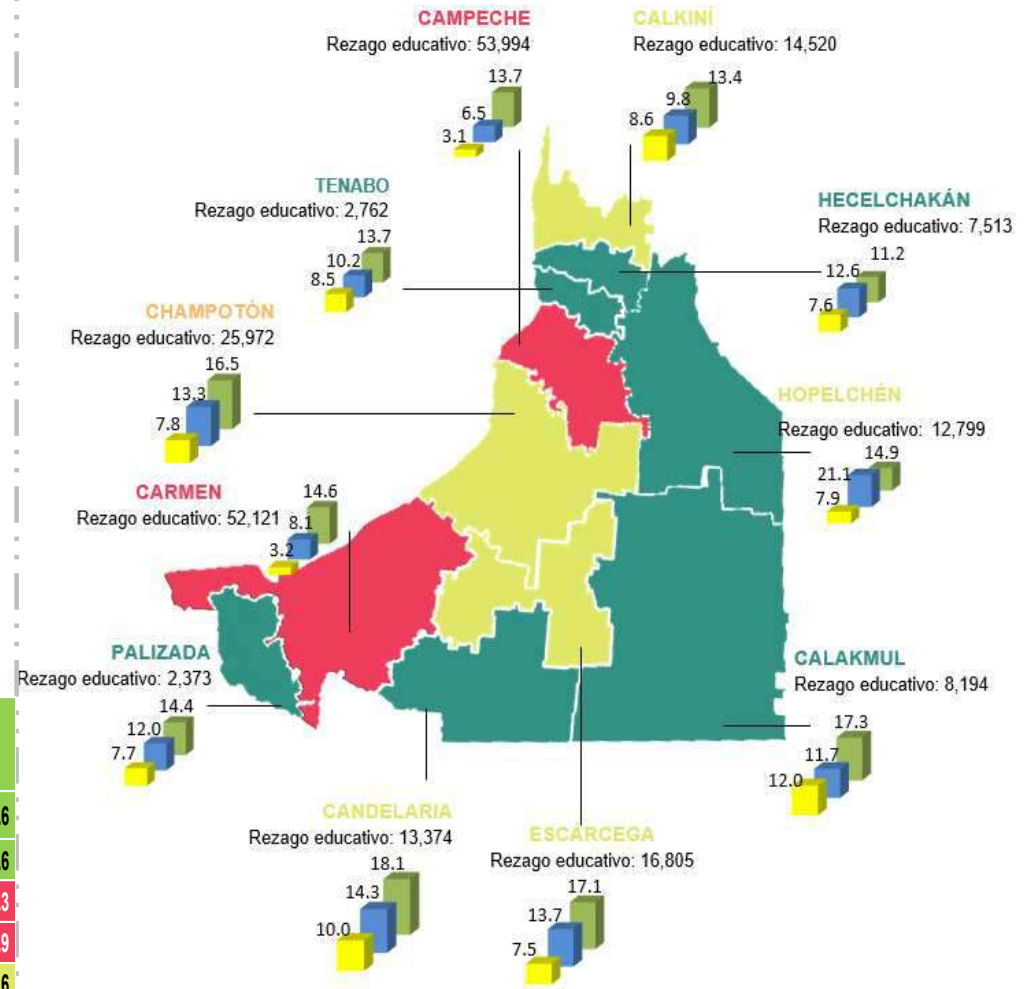 CAMPECHE
Rezago educativo: 53,994
13.7
6.5
3.1
CALKINÍ
Rezago educativo: 14,520
13.4
9.8
8.6
TENABO
Rezago educativo: 2,762
13.7
10.2
8.5
HECELCHAKÁN
Rezago educativo: 7,513
11.2
12.6
7.6
CHAMPOTÓN
Rezago educativo: 25,972
16.5
13.3
7.8
HOPELCHÉN
Rezago educativo: 12,799
14.9
21.1
7.9
CARMEN
Rezago educativo: 52,121
14.6
8.1
3.2
PALIZADA
Rezago educativo: 2,373
14.4
12.0
7.7
CALAKMUL
Rezago educativo: 8,194
17.3
11.7
12.0
CANDELARIA
Rezago educativo: 13,374
18.1
14.3
10.0
ESCÁRCEGA
Rezago educativo: 16,805
17.1
13.7
7.5